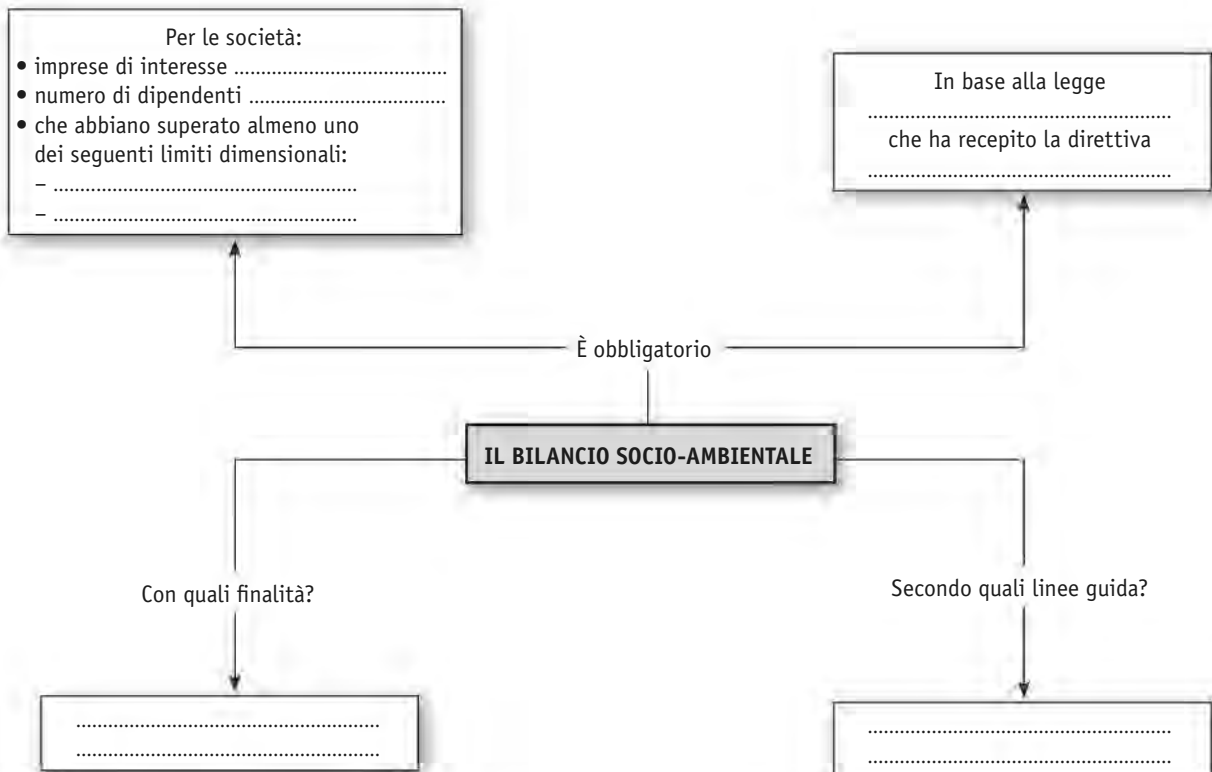 Per le società:
• imprese di interesse ........................................
• numero di dipendenti .....................................
• che abbiano superato almeno uno
dei seguenti limiti dimensionali:
– .........................................................
– .........................................................
In base alla legge
.........................................................
che ha recepito la direttiva
.........................................................
È obbligatorio
IL BILANCIO SOCIO-AMBIENTALE
Con quali finalità?
Secondo quali linee guida?
.........................................................
.........................................................
.........................................................
.........................................................